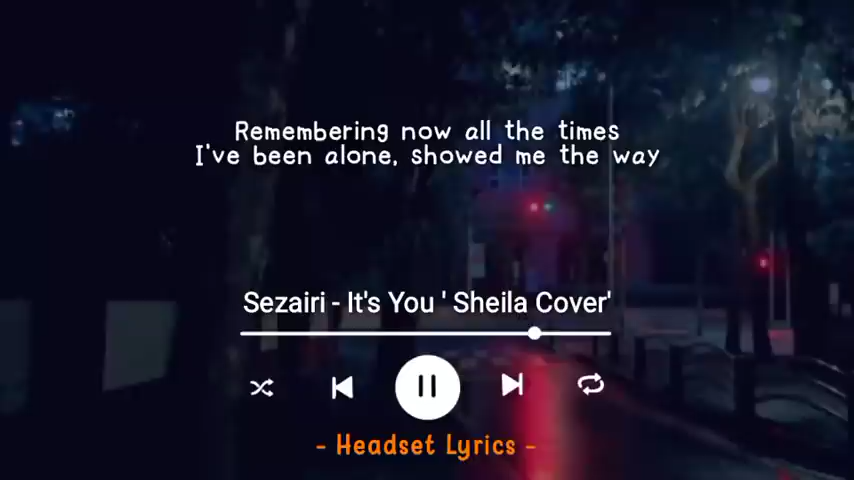 Remembering now all the times
I've been alone, showed me the way
Sezairi - It's You ' Sheila Cover'
- Headset Lyrics -